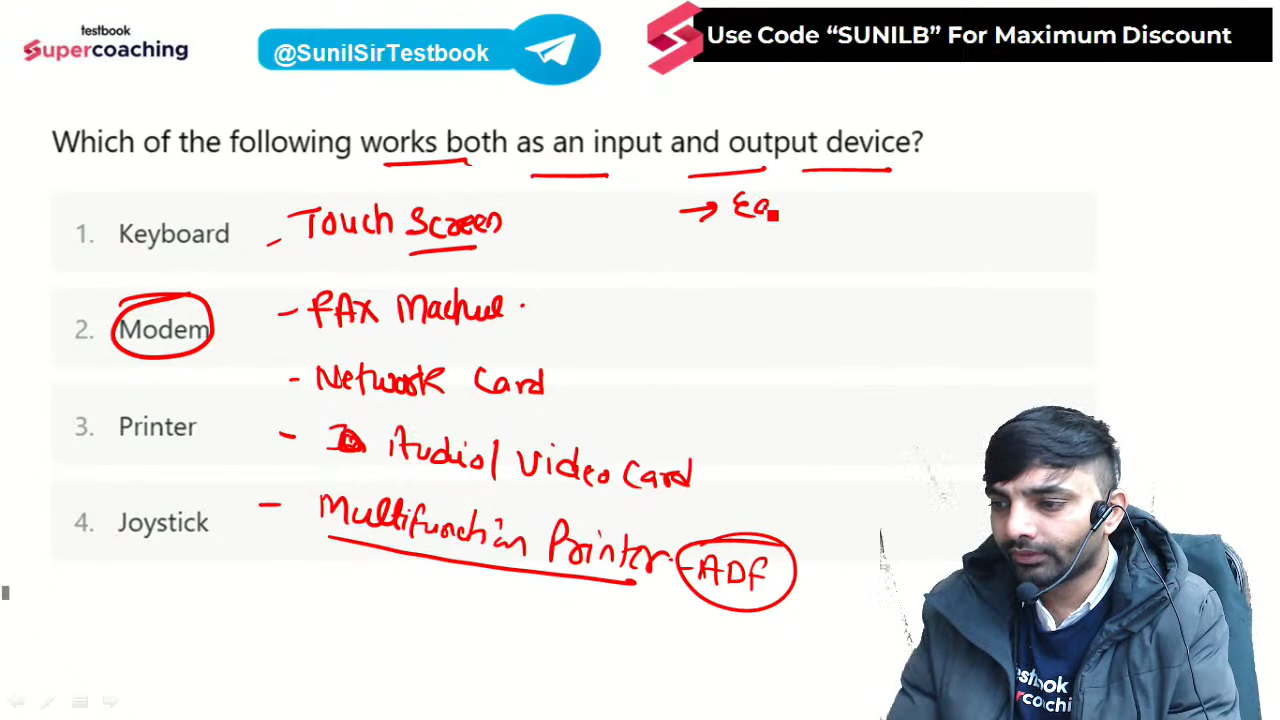 testbook
Supercoaching
@SunilSirTestbook
Use Code “SUNILB” For Maximum Discount
Which of the following works both as an input and output device?
→ Ea
1. Keyboard
- Touch Screen
2. Modem
- FAX Machine
- Network Card
3. Printer
- Audio/Video Card
4. Joystick
- Multifunction Printer - ADF
testbook
rcoachi